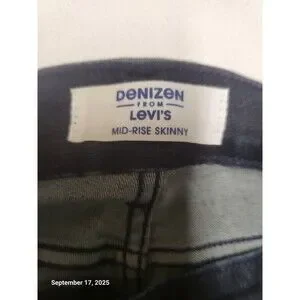 DENIZEN
FROM
LEVI'S
MID-RISE SKINNY
September 17, 2025